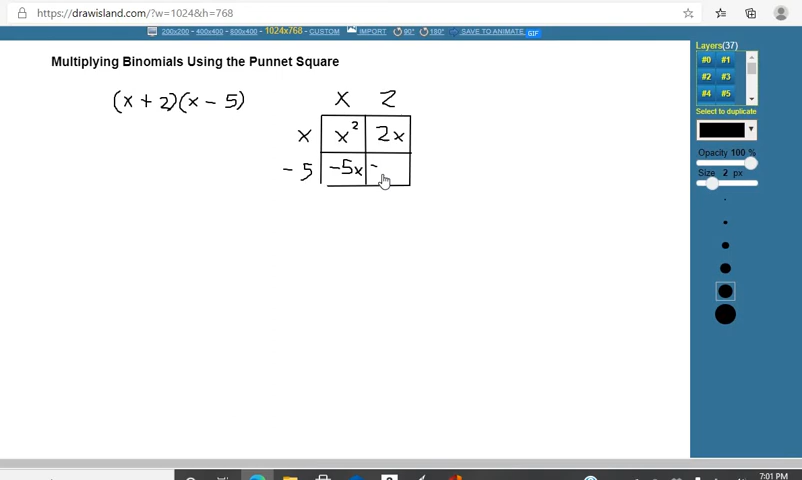 https://drawisland.com/?w=1024&h=768
200x200 - 400x400 - 800x400 - 1024x768 - CUSTOM IMPORT 90° 180° SAVE TO ANIMATE GIF
Multiplying Binomials Using the Punnet Square
(x + 2)(x - 5)
x 2
x x² 2x
- 5 -5x -
Layers(37)
#0 #1
#2 #3
#4 #5
Select to duplicate
Opacity 100 %
Size 2 px
7:01 PM